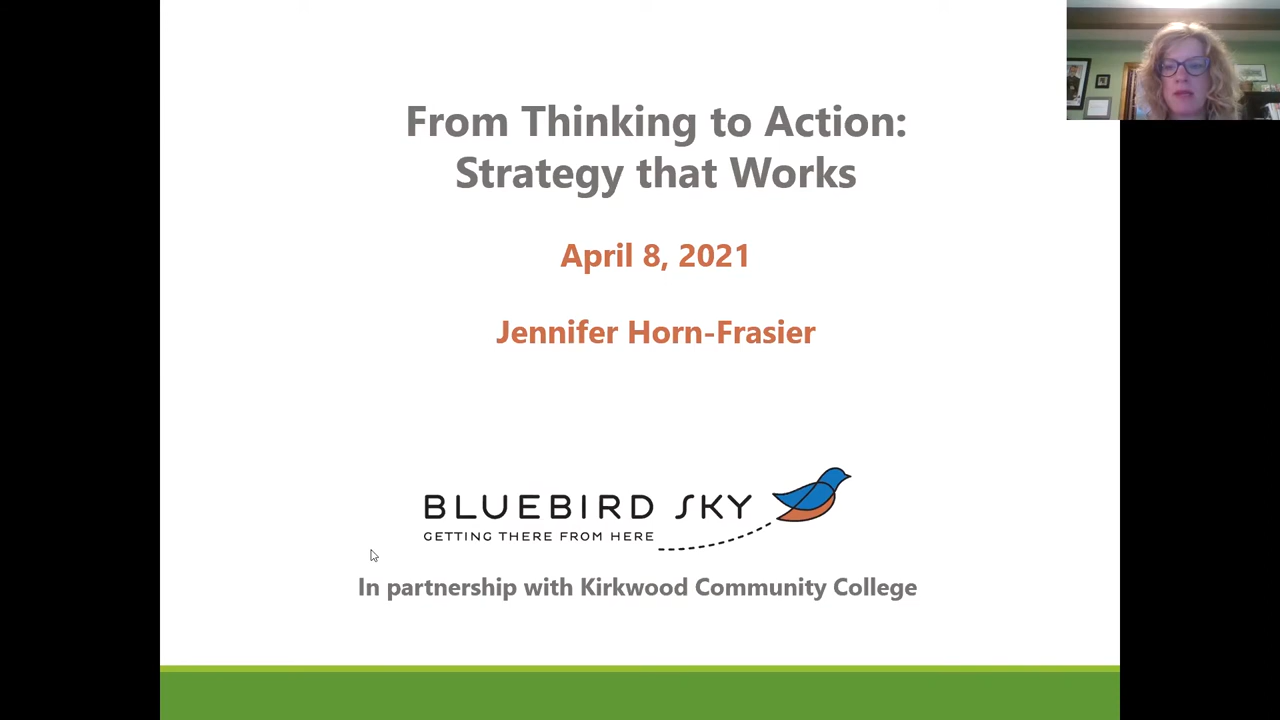 From Thinking to Action:
Strategy that Works
April 8, 2021
Jennifer Horn-Frasier
BLUEBIRD SKY
GETTING THERE FROM HERE
In partnership with Kirkwood Community College